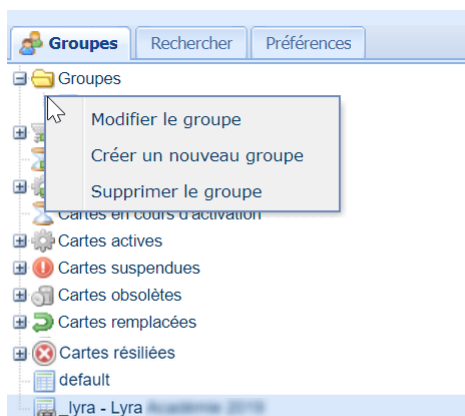 Groupes Rechercher Préférences
Groupes
Modifier le groupe
Créer un nouveau groupe
Supprimer le groupe
Cartes en cours d'activation
Cartes actives
Cartes suspendues
Cartes obsolètes
Cartes remplacées
Cartes résiliées
default
_lyra - Lyra